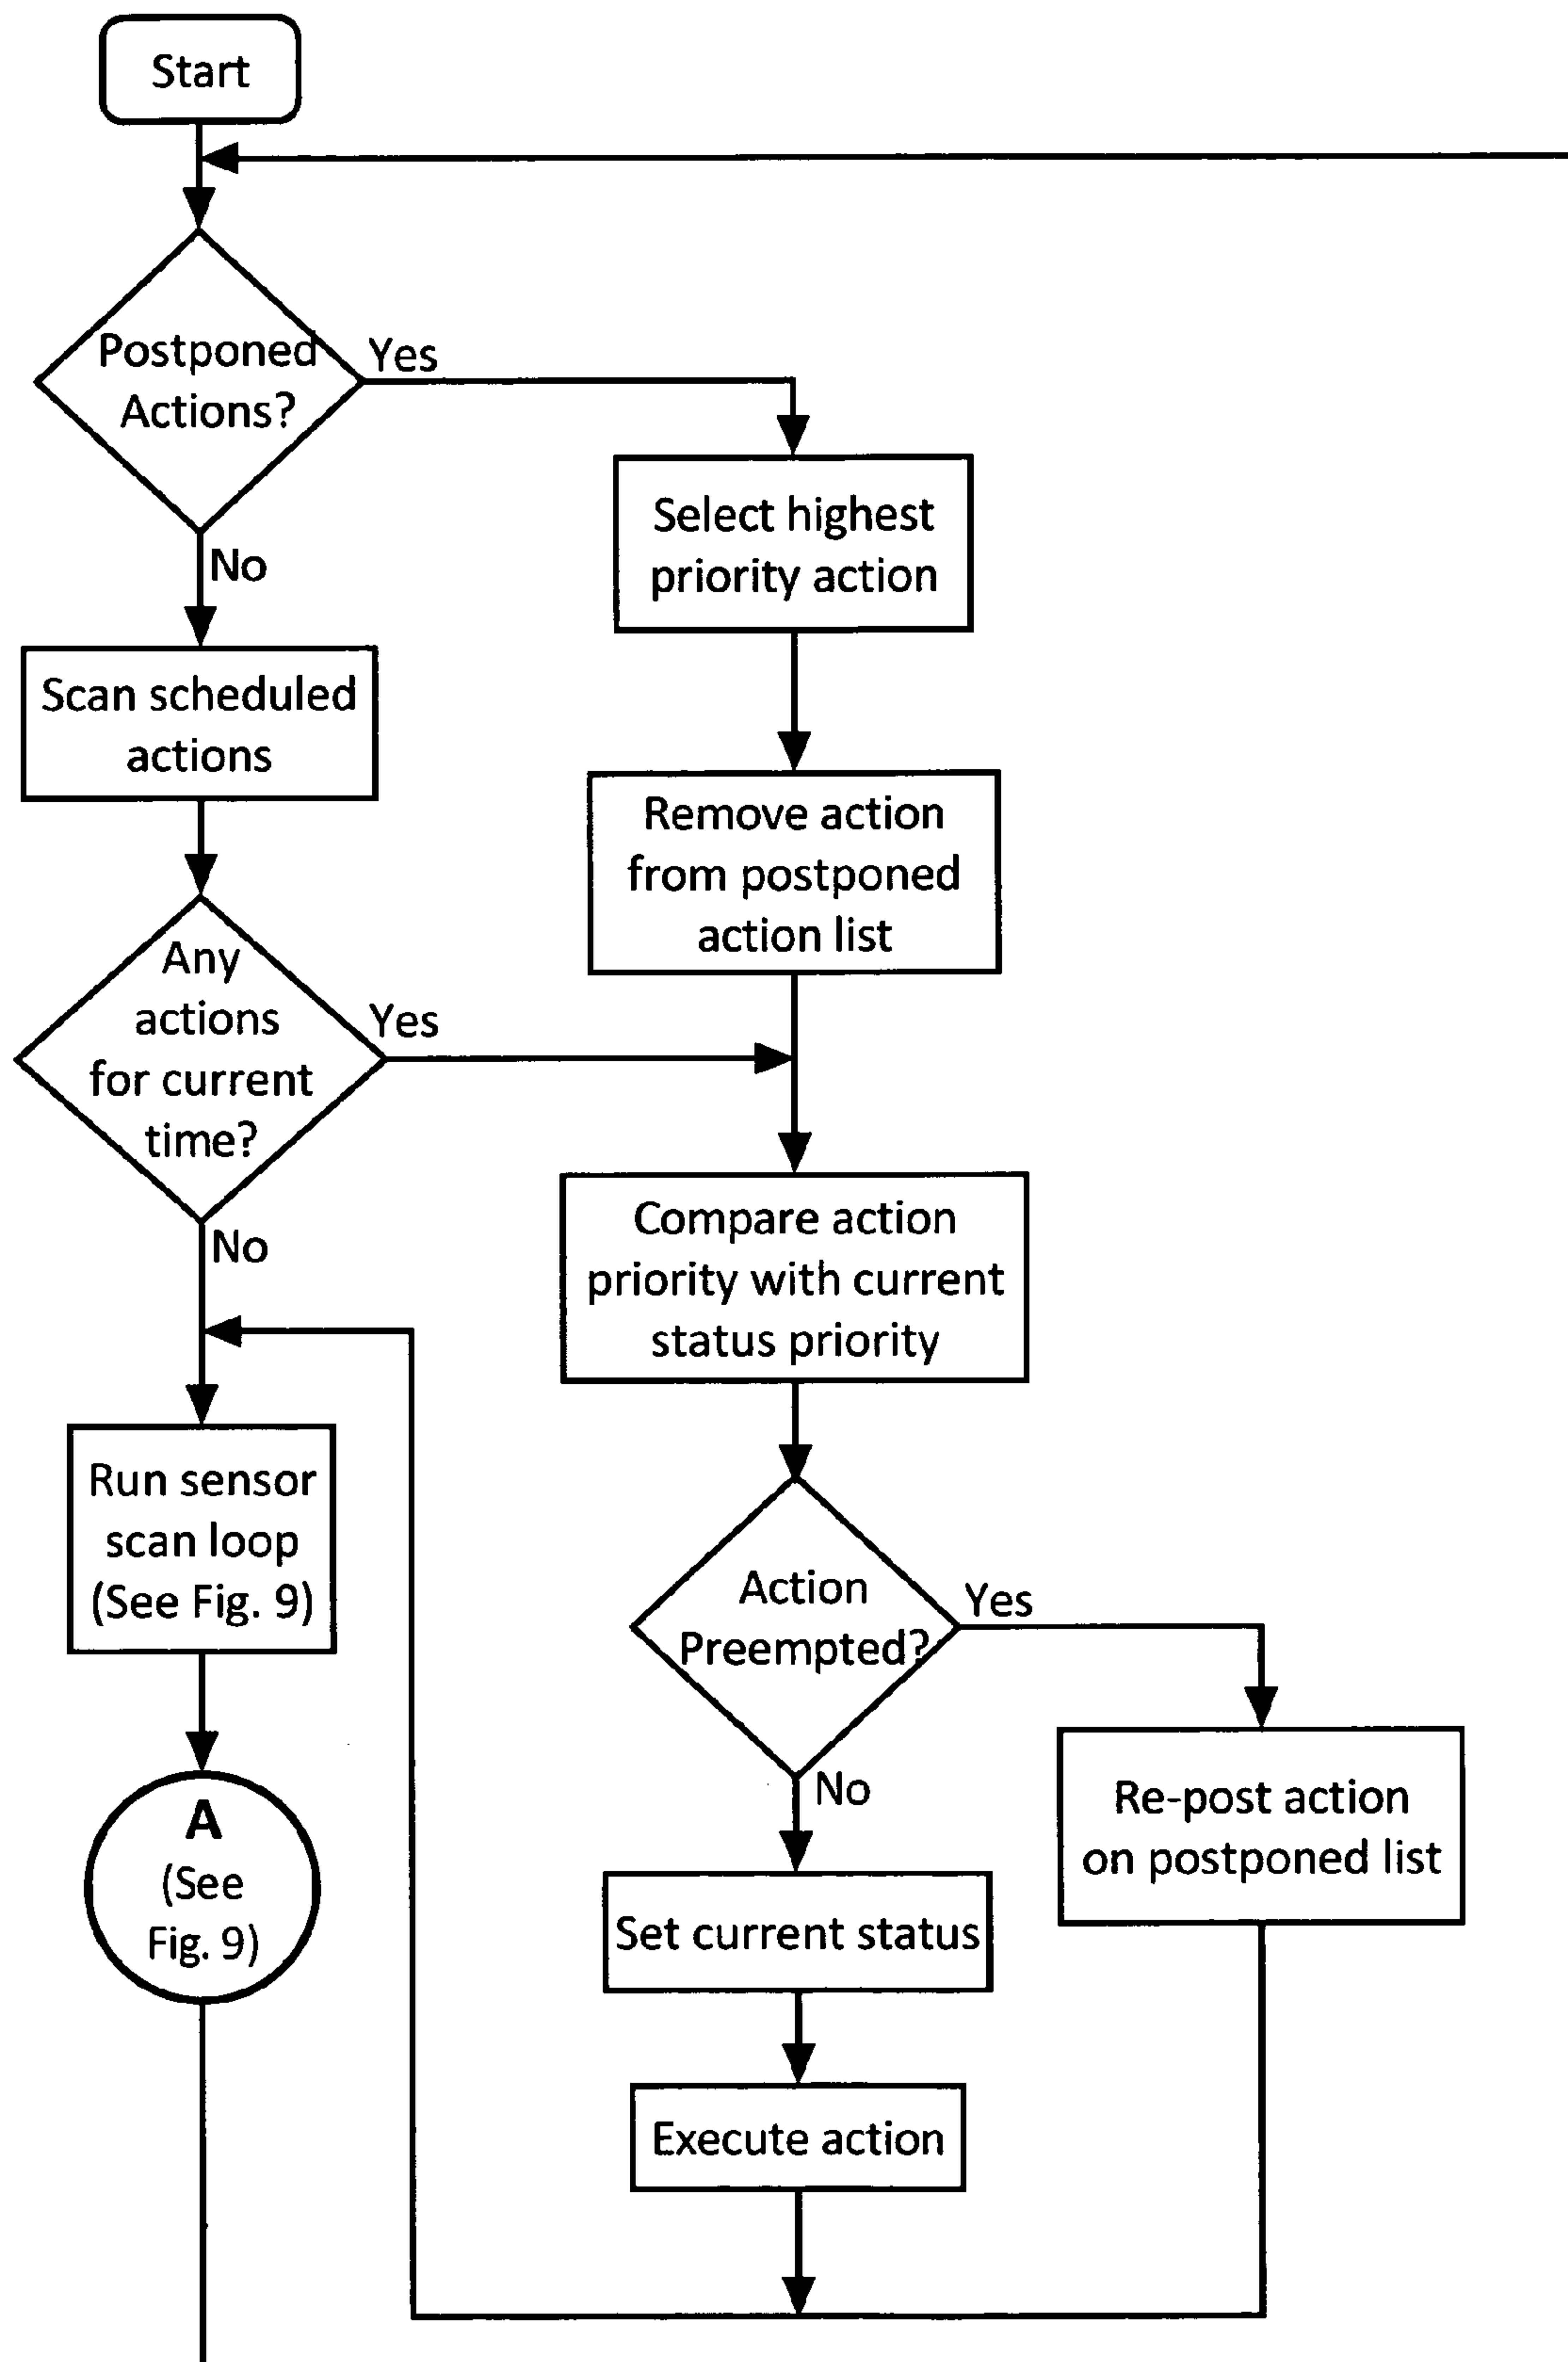 Start
Postponed
Actions?
Yes
No
Select highest
priority action
Scan scheduled
actions
Remove action
from postponed
action list
Any
actions
for current
time?
Yes
No
Compare action
priority with current
status priority
Run sensor
scan loop
(See Fig. 9)
Action
Preempted?
Yes
No
A
(See
Fig. 9)
Re-post action
on postponed list
Set current status
Execute action